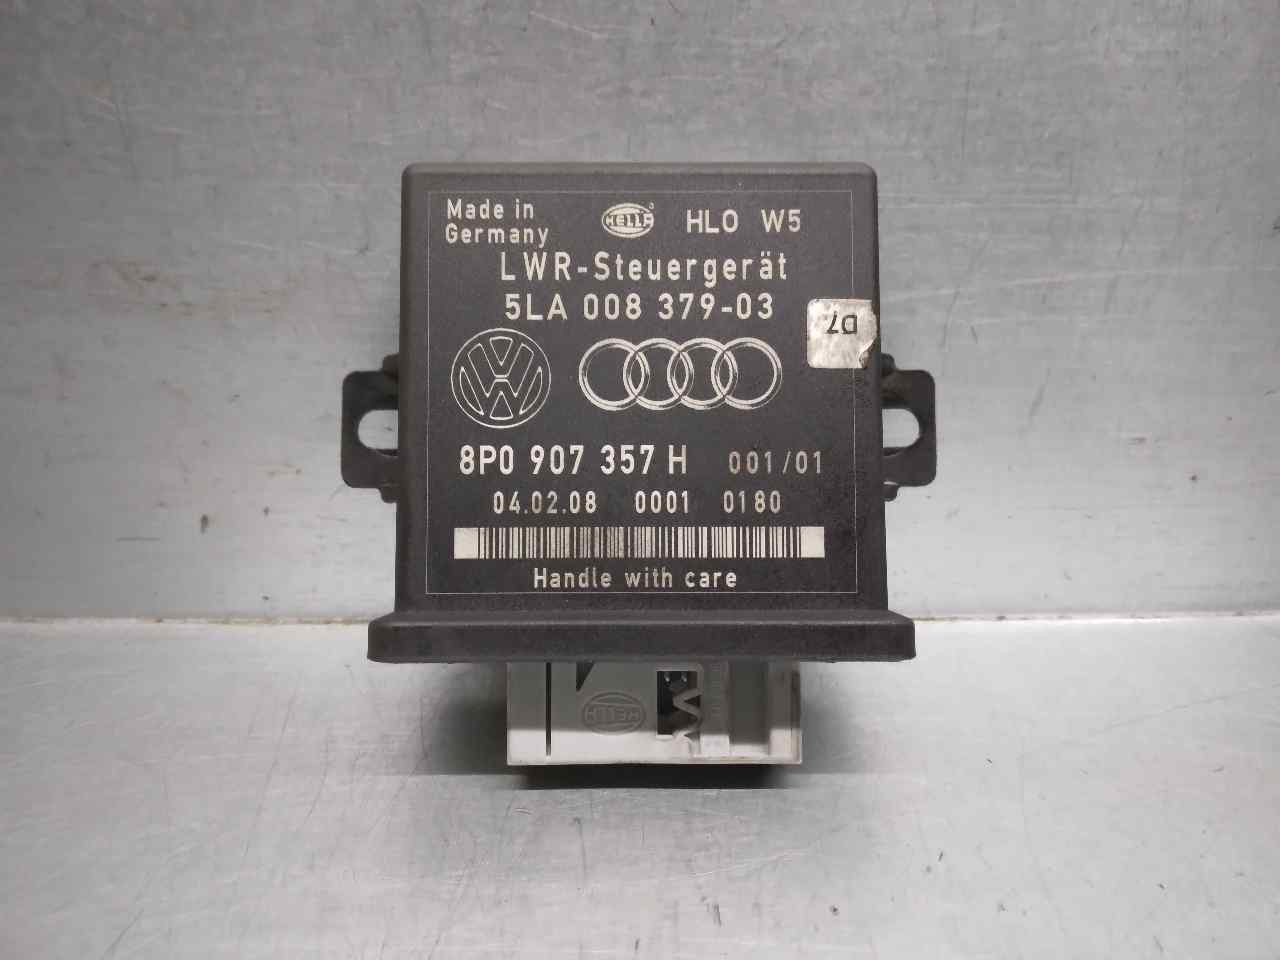 Made in
Germany
HELLA HLO W5
LWR-Steuergerät
5LA 008 379-03
D7
8P0 907 357 H 001/01
04.02.08 0001 0180
Handle with care
HELLA